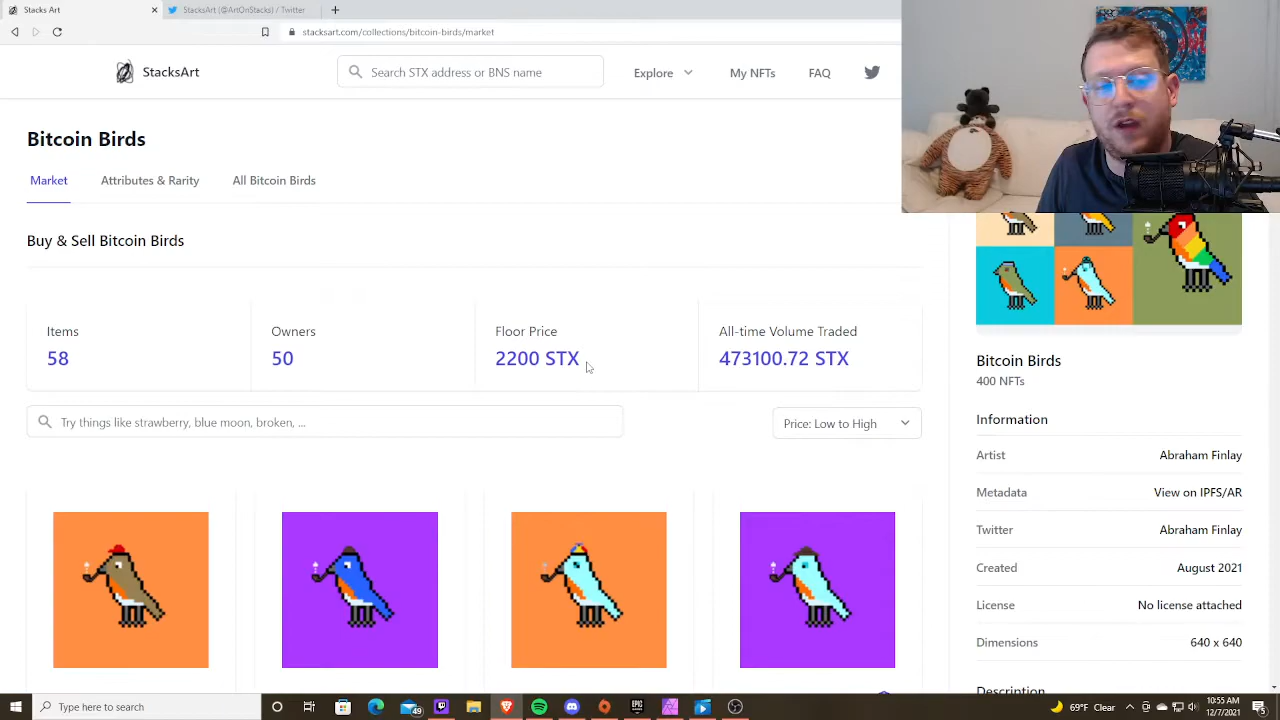 Stacks Art
StacksArt (@ArtOnStacks) / Twitter
stacksart.com/collections/bitcoin-birds/market
StacksArt
Search STX address or BNS name
Explore
My NFTs
FAQ
Bitcoin Birds
Market
Attributes & Rarity
All Bitcoin Birds
Buy & Sell Bitcoin Birds
Items
58
Owners
50
Floor Price
2200 STX
All-time Volume Traded
473100.72 STX
Try things like strawberry, blue moon, broken, ...
Price: Low to High
Bitcoin Birds
400 NFTs
Information
Artist Abraham Finlay
Metadata View on IPFS/AR
Twitter Abraham Finlay
Created August 2021
License No license attached
Dimensions 640 x 640
Description
Type here to search
49
EPIC
69°F Clear
10:55 AM
12/7/2021